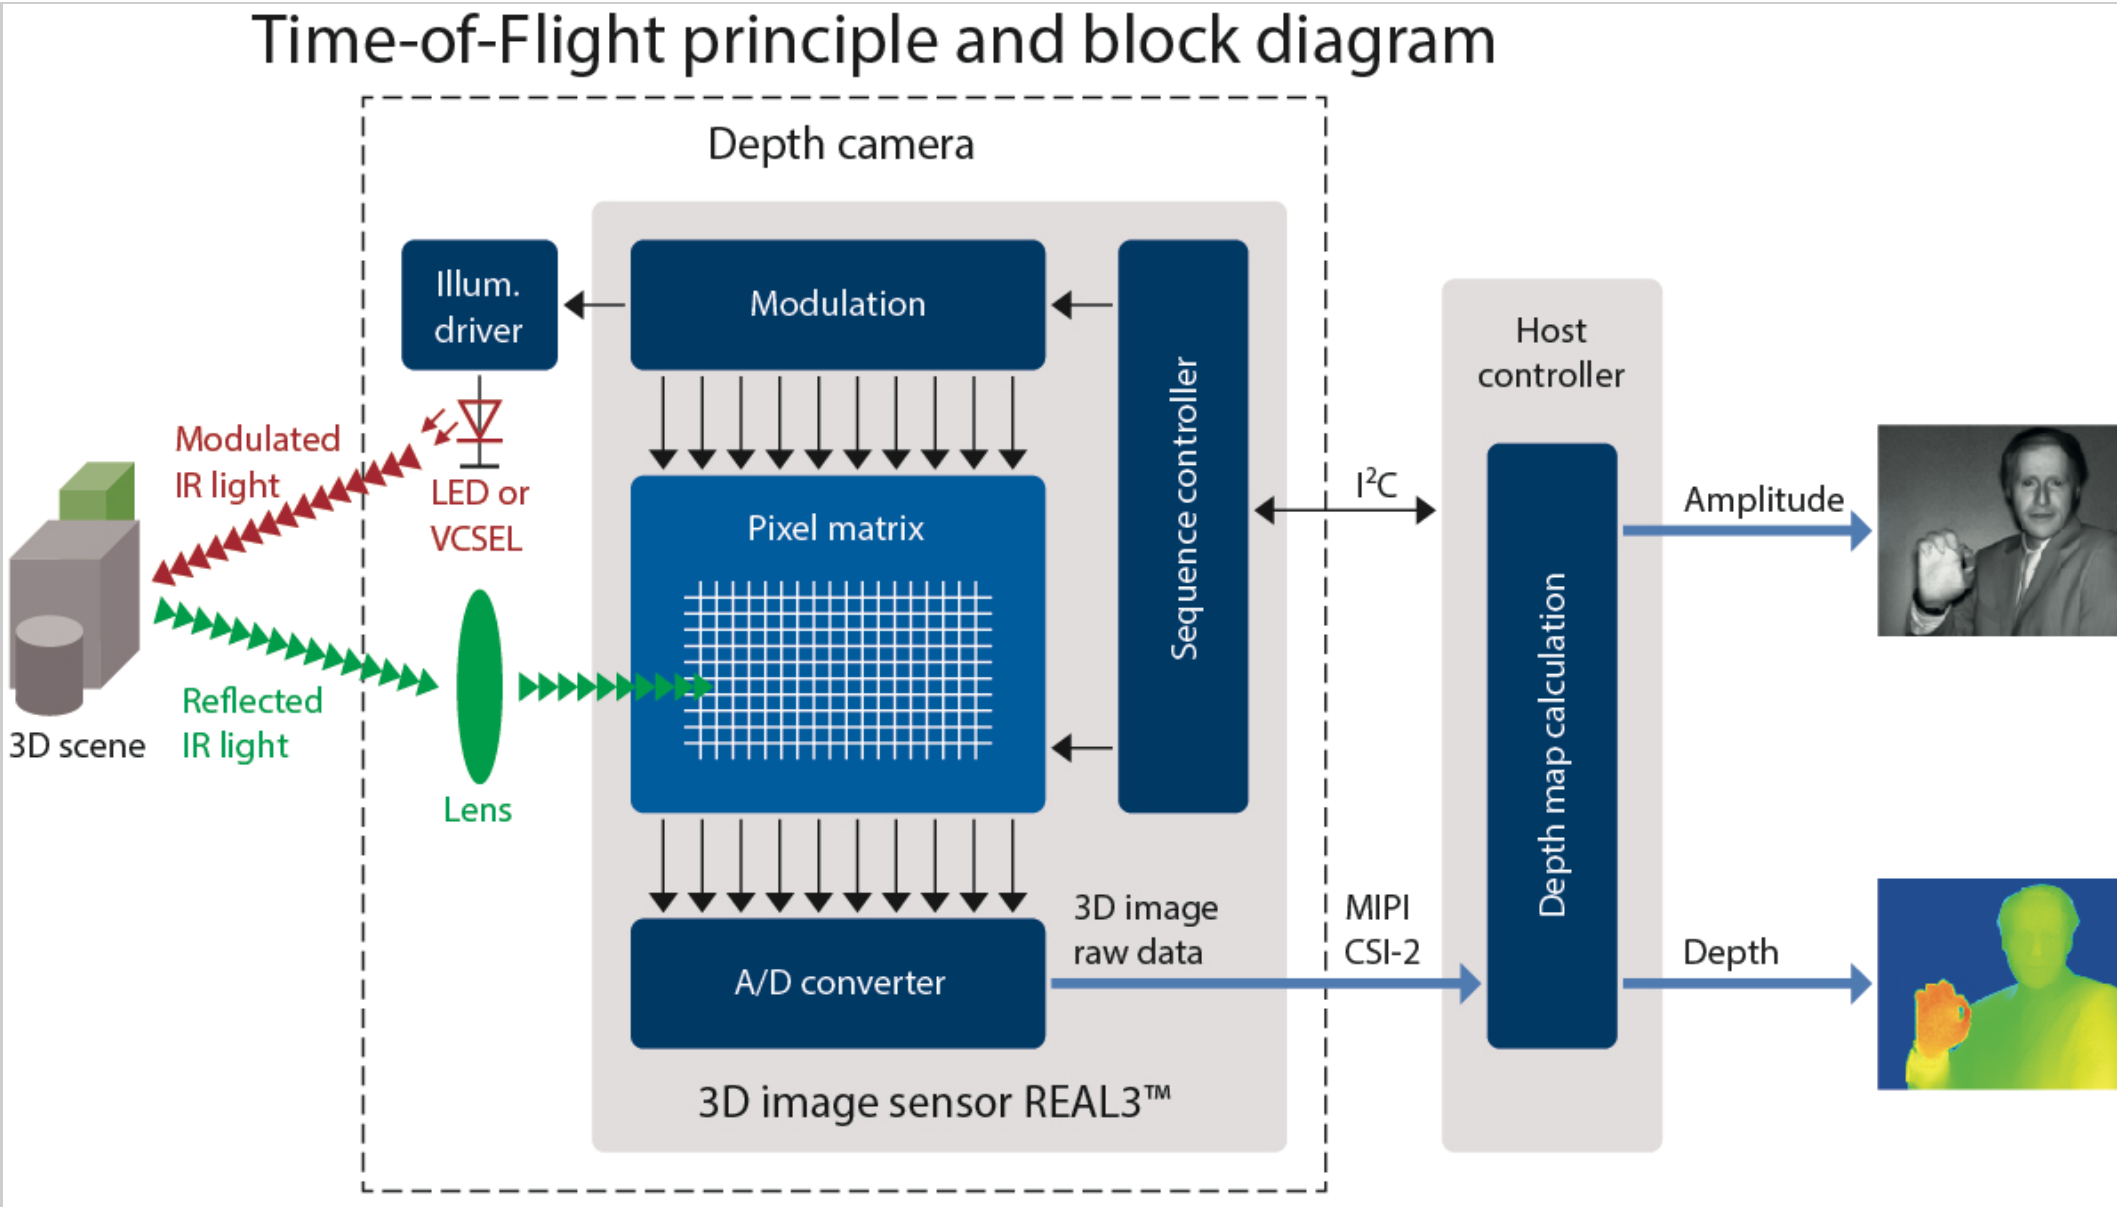 Time-of-Flight principle and block diagram
Depth camera
Illum.
driver
Modulation
Sequence controller
Host
controller
Modulated
IR light
LED or
VCSEL
Pixel matrix
I²C
Depth map calculation
Amplitude
Reflected
IR light
3D scene
Lens
3D image
raw data
MIPI
CSI-2
A/D converter
Depth
3D image sensor REAL3™